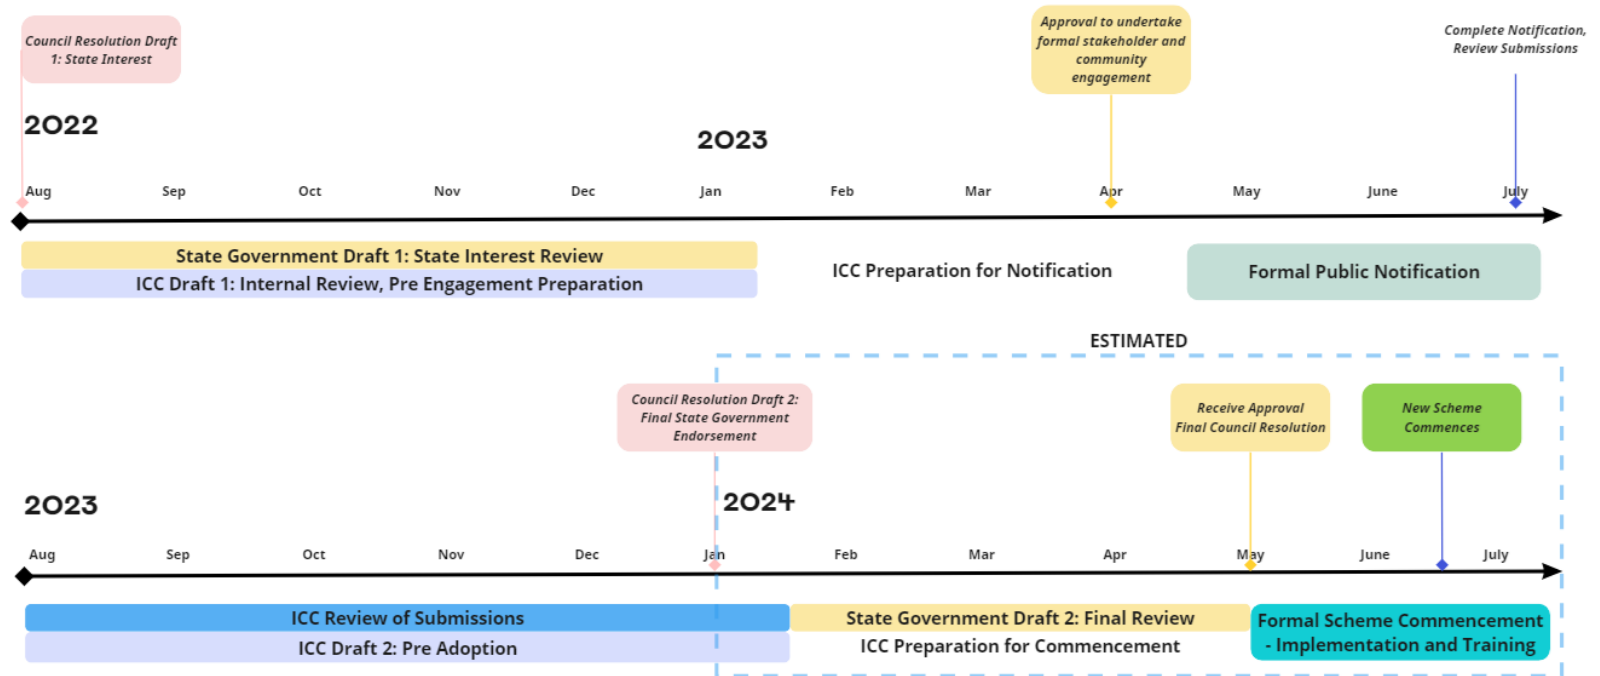 Council Resolution Draft
1: State Interest
Approval to undertake
formal stakeholder and
community
engagement
Complete Notification,
Review Submissions
2022
2023
Aug
Sep
Oct
Nov
Dec
Jan
Feb
Mar
Apr
May
June
July
State Government Draft 1: State Interest Review
ICC Draft 1: Internal Review, Pre Engagement Preparation
ICC Preparation for Notification
Formal Public Notification
ESTIMATED
Council Resolution Draft 2:
Final State Government
Endorsement
Receive Approval
Final Council Resolution
New Scheme
Commences
2023
2024
Aug
Sep
Oct
Nov
Dec
Jan
Feb
Mar
Apr
May
June
July
ICC Review of Submissions
ICC Draft 2: Pre Adoption
State Government Draft 2: Final Review
ICC Preparation for Commencement
Formal Scheme Commencement
- Implementation and Training